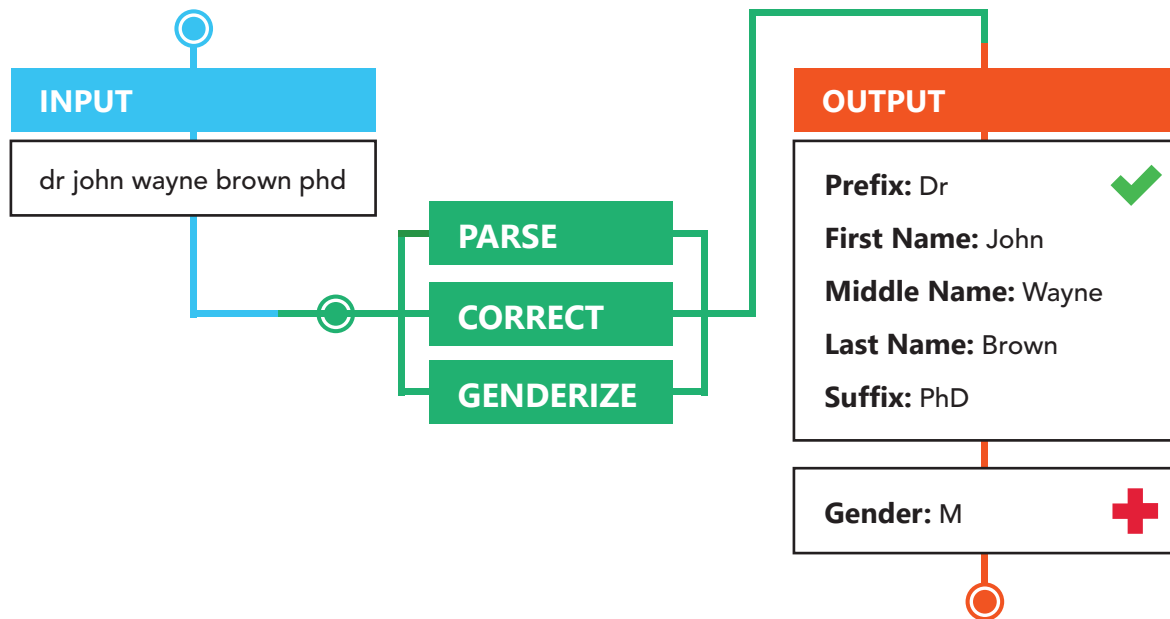 INPUT
dr john wayne brown phd
PARSE
CORRECT
GENDERIZE
OUTPUT
Prefix: Dr
First Name: John
Middle Name: Wayne
Last Name: Brown
Suffix: PhD
Gender: M